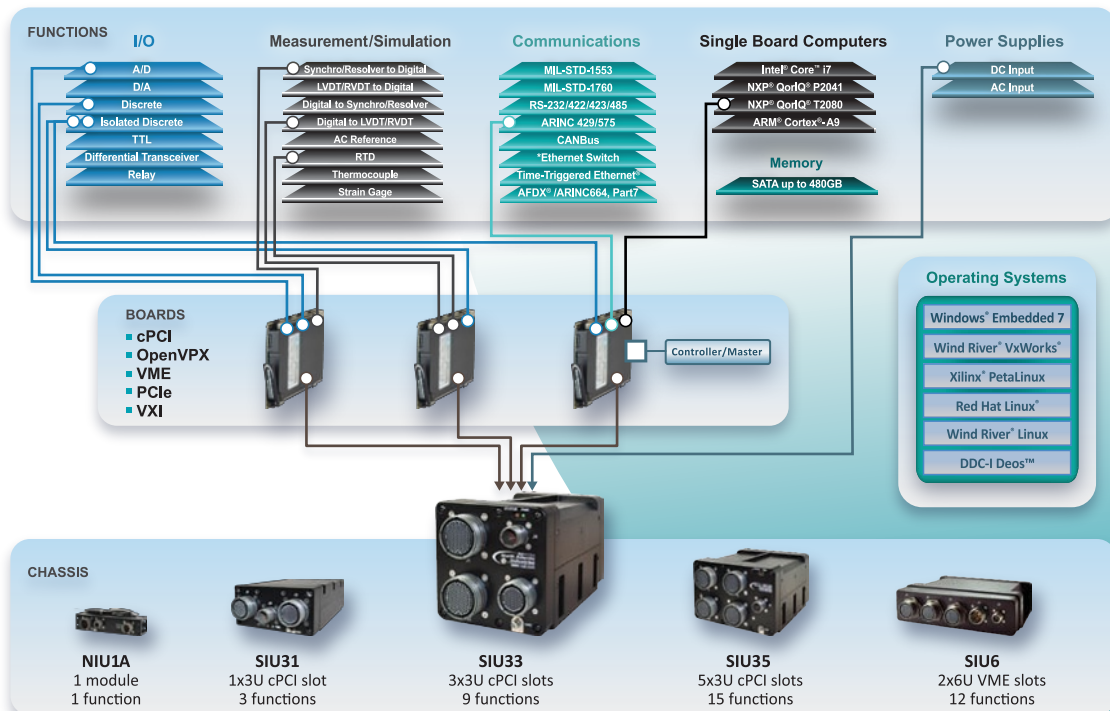 FUNCTIONS
I/O
A/D
D/A
Discrete
Isolated Discrete
TTL
Differential Transceiver
Relay
Measurement/Simulation
Synchro/Resolver to Digital
LVDT/RVDT to Digital
Digital to Synchro/Resolver
Digital to LVDT/RVDT
AC Reference
RTD
Thermocouple
Strain Gage
Communications
MIL-STD-1553
MIL-STD-1760
RS-232/422/423/485
ARINC 429/575
CANBus
*Ethernet Switch
Time-Triggered Ethernet®
AFDX® /ARINC664, Part7
Single Board Computers
Intel® Core™ i7
NXP® QorIQ® P2041
NXP® QorIQ® T2080
ARM® Cortex®-A9
Memory
SATA up to 480GB
Power Supplies
DC Input
AC Input
BOARDS
▪ cPCI
▪ OpenVPX
▪ VME
▪ PCIe
▪ VXI
Controller/Master
Operating Systems
Windows® Embedded 7
Wind River® VxWorks®
Xilinx® PetaLinux
Red Hat Linux®
Wind River® Linux
DDC-I Deos™
CHASSIS
NIU1A
1 module
1 function
SIU31
1x3U cPCI slot
3 functions
SIU33
3x3U cPCI slots
9 functions
SIU35
5x3U cPCI slots
15 functions
SIU6
2x6U VME slots
12 functions